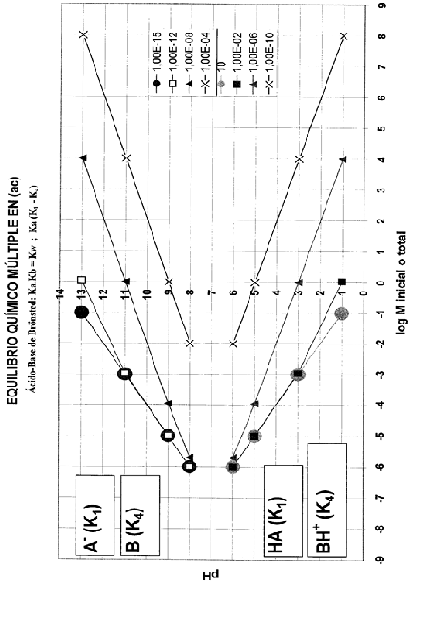 EQUILIBRIO QUÍMICO MÚLTIPLE EN (ac)
Ácido-Base de Brönsted: Ka Kb = Kw ; Ka (K₁ - K₄)
pH
14
13
12
11
10
9
8
7
6
5
4
3
2
1
0
-9
-8
-7
-6
-5
-4
-3
-2
-1
0
1
2
3
4
5
6
7
8
9
log M inicial o total
A⁻ (K₁)
B (K₄)
HA (K₁)
BH⁺ (K₄)
1,00E-15
1,00E-12
1,00E-08
1,00E-04
10
1,00E-02
1,00E-06
1,00E-10